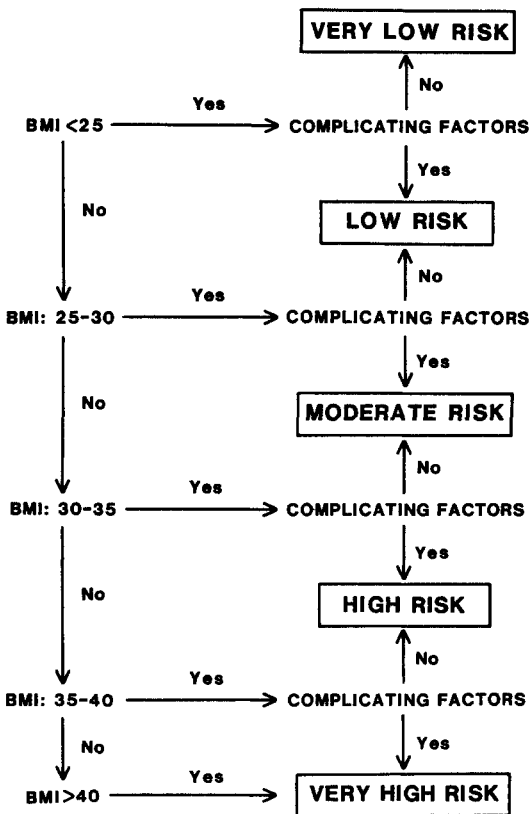 VERY LOW RISK
No
Yes
BMI <25
COMPLICATING FACTORS
Yes
No
LOW RISK
No
Yes
BMI: 25-30
COMPLICATING FACTORS
Yes
No
MODERATE RISK
No
Yes
BMI: 30-35
COMPLICATING FACTORS
Yes
No
HIGH RISK
No
Yes
BMI: 35-40
COMPLICATING FACTORS
No
Yes
Yes
BMI>40
VERY HIGH RISK